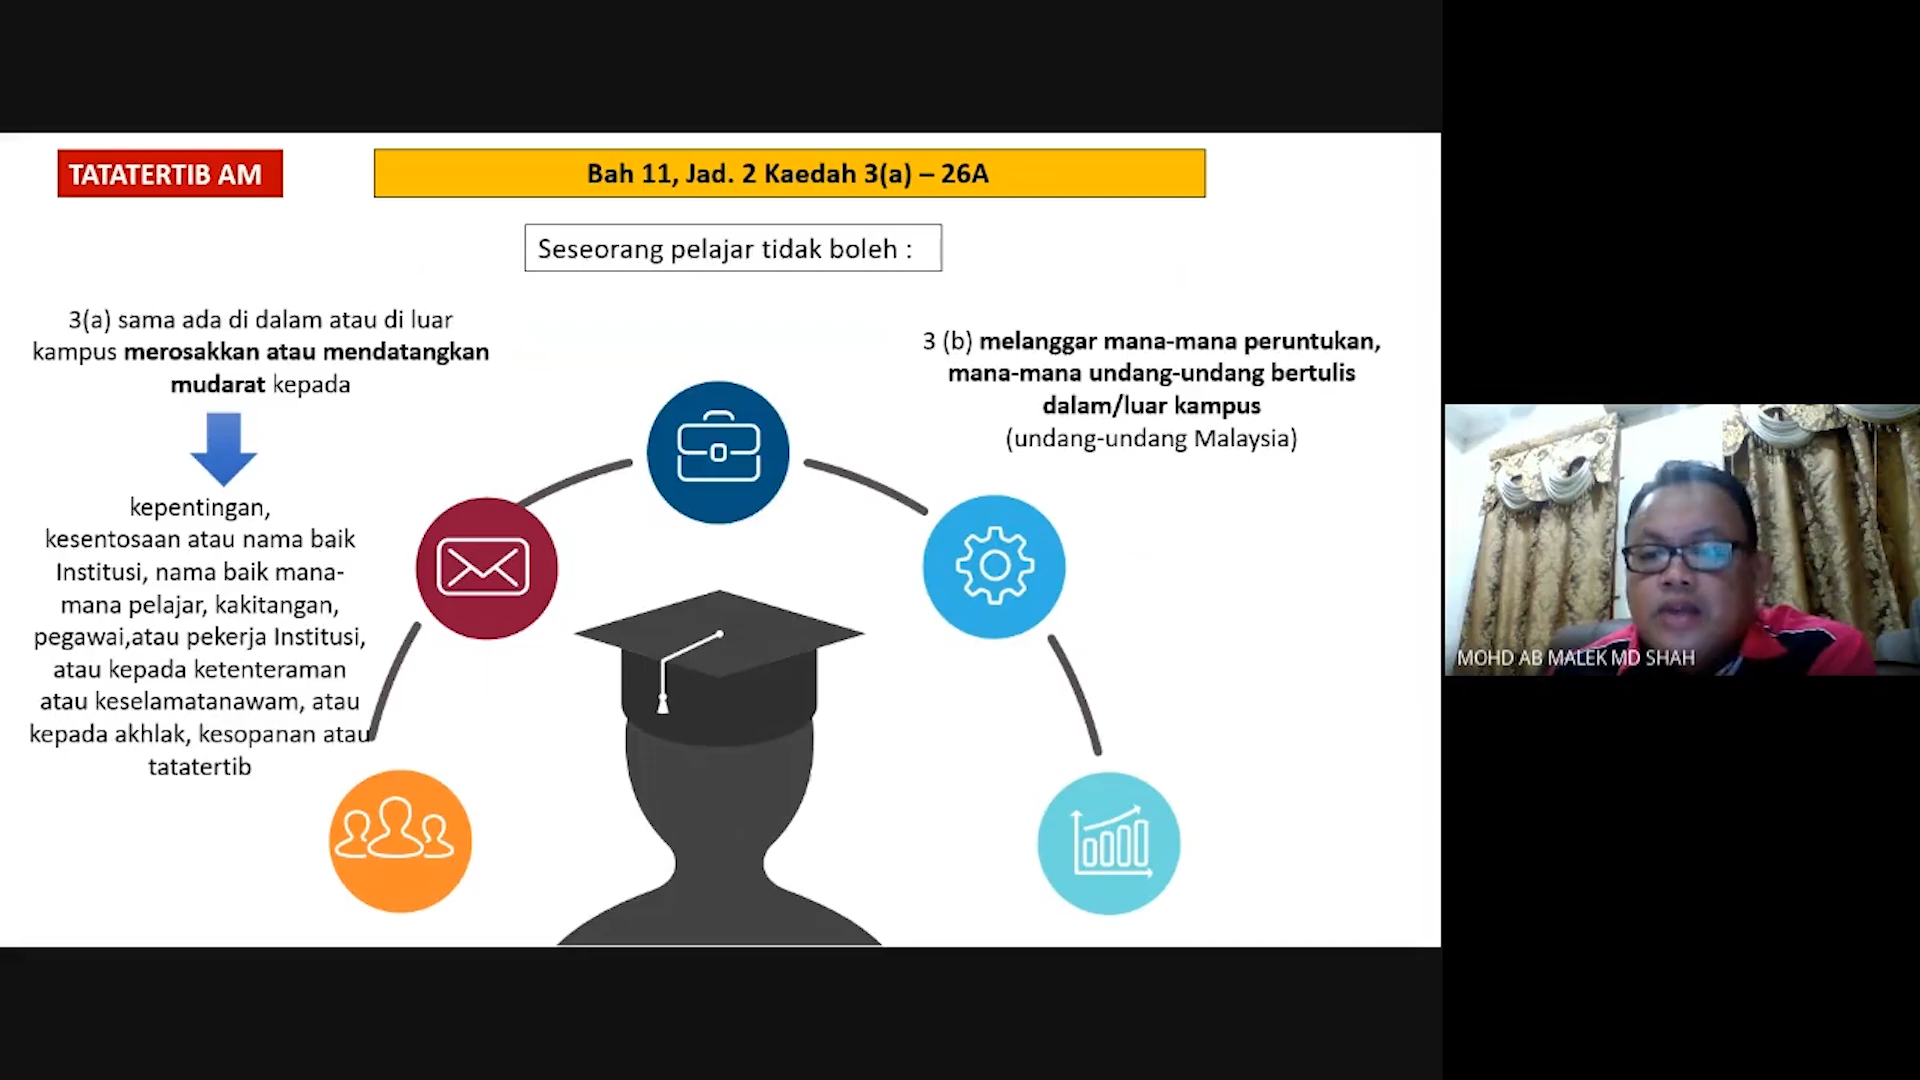 TATATERTIB AM
Bah 11, Jad. 2 Kaedah 3(a) – 26A
Seseorang pelajar tidak boleh :
3(a) sama ada di dalam atau di luar
kampus merosakkan atau mendatangkan
mudarat kepada
kepentingan,
kesentosaan atau nama baik
Institusi, nama baik mana-
mana pelajar, kakitangan,
pegawai,atau pekerja Institusi,
atau kepada ketenteraman
atau keselamatanawam, atau
kepada akhlak, kesopanan atau
tatatertib
3 (b) melanggar mana-mana peruntukan,
mana-mana undang-undang bertulis
dalam/luar kampus
(undang-undang Malaysia)
MOHD AB MALEK MD SHAH